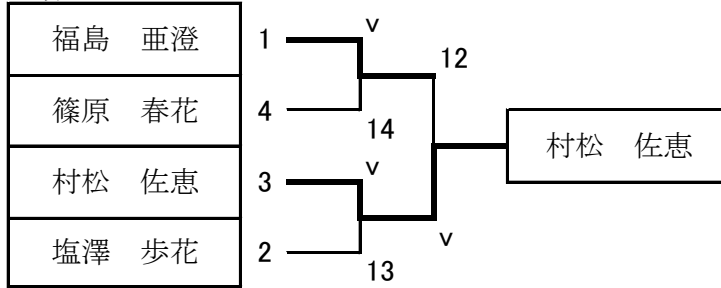 福島　亜澄 1 v 12
篠原　春花 4 14
村松　佐恵 3 v
塩澤　歩花 2 13 v
村松　佐恵